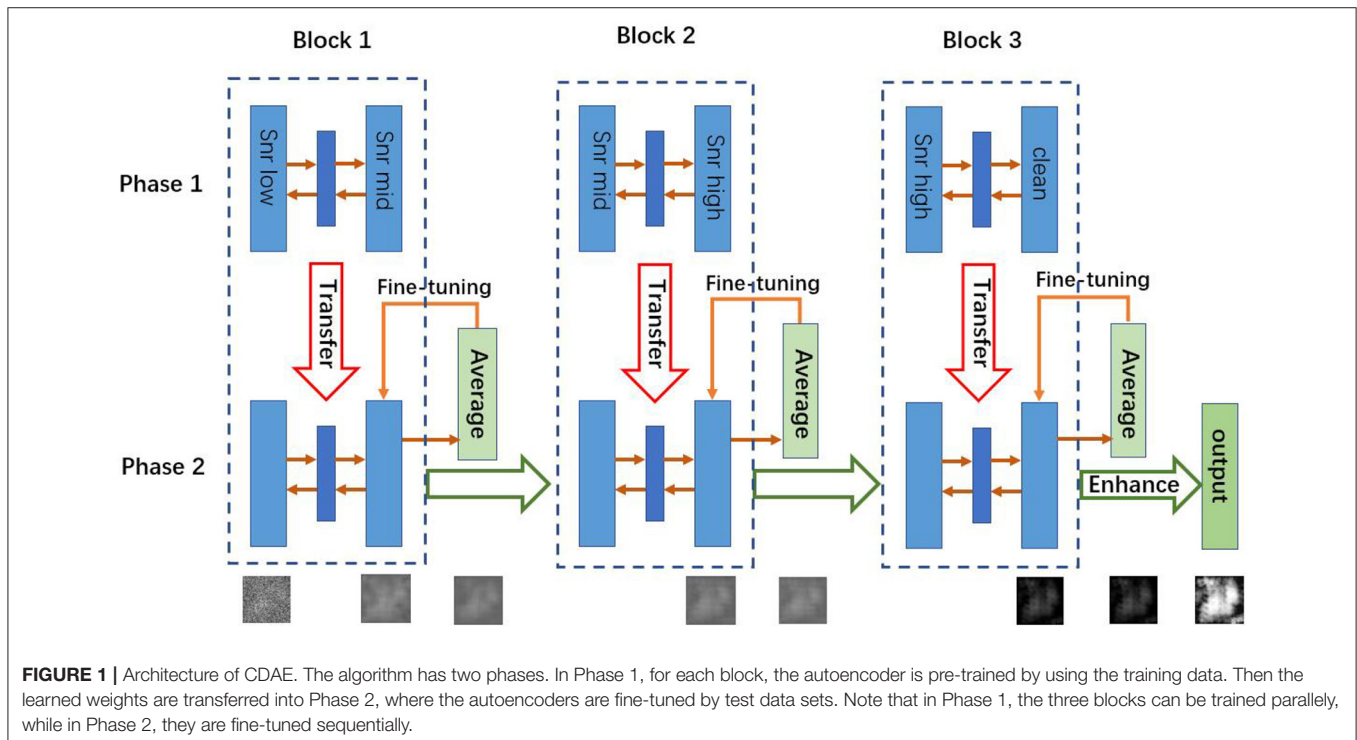 Block 1
Block 2
Block 3
Phase 1
Snr low
Snr mid
Snr mid
Snr high
Snr high
clean
Transfer
Fine-tuning
Average
Transfer
Fine-tuning
Average
Transfer
Fine-tuning
Average
Phase 2
Enhance
output
FIGURE 1 | Architecture of CDAE. The algorithm has two phases. In Phase 1, for each block, the autoencoder is pre-trained by using the training data. Then the
learned weights are transferred into Phase 2, where the autoencoders are fine-tuned by test data sets. Note that in Phase 1, the three blocks can be trained parallely,
while in Phase 2, they are fine-tuned sequentially.